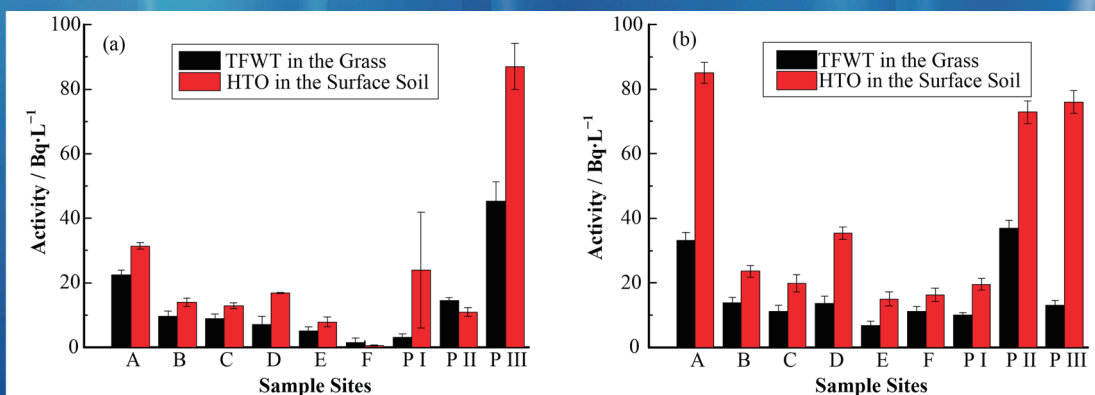 (a)
TFWT in the Grass
HTO in the Surface Soil
100
80
60
40
20
0
Activity / Bq·L⁻¹
A B C D E F P I P II P III
Sample Sites
(b)
TFWT in the Grass
HTO in the Surface Soil
100
80
60
40
20
0
Activity / Bq·L⁻¹
A B C D E F P I P II P III
Sample Sites